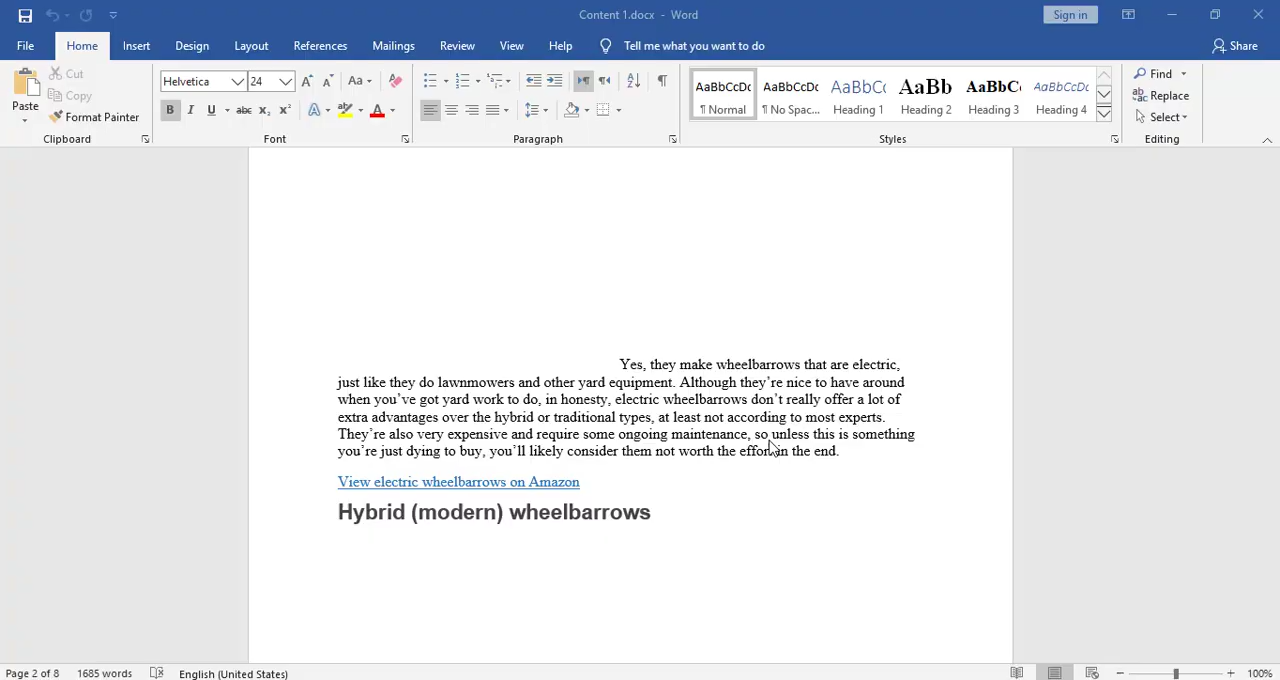 Content 1.docx - Word
Sign in
File Home Insert Design Layout References Mailings Review View Help Tell me what you want to do Share
Paste
Cut
Copy
Format Painter
Clipboard
Helvetica 24
Aa
B I U abc x₂ x²
A A
Font
Paragraph
AaBbCcDc AaBbCcDc AaBbC AaBb AaBbC AaBbCcDc
¶ Normal ¶ No Spac... Heading 1 Heading 2 Heading 3 Heading 4
Styles
Find
Replace
Select
Editing
Yes, they make wheelbarrows that are electric,
just like they do lawnmowers and other yard equipment. Although they’re nice to have around
when you’ve got yard work to do, in honesty, electric wheelbarrows don’t really offer a lot of
extra advantages over the hybrid or traditional types, at least not according to most experts.
They’re also very expensive and require some ongoing maintenance, so unless this is something
you’re just dying to buy, you’ll likely consider them not worth the effort in the end.
View electric wheelbarrows on Amazon
Hybrid (modern) wheelbarrows
Page 2 of 8 1685 words English (United States) 100%